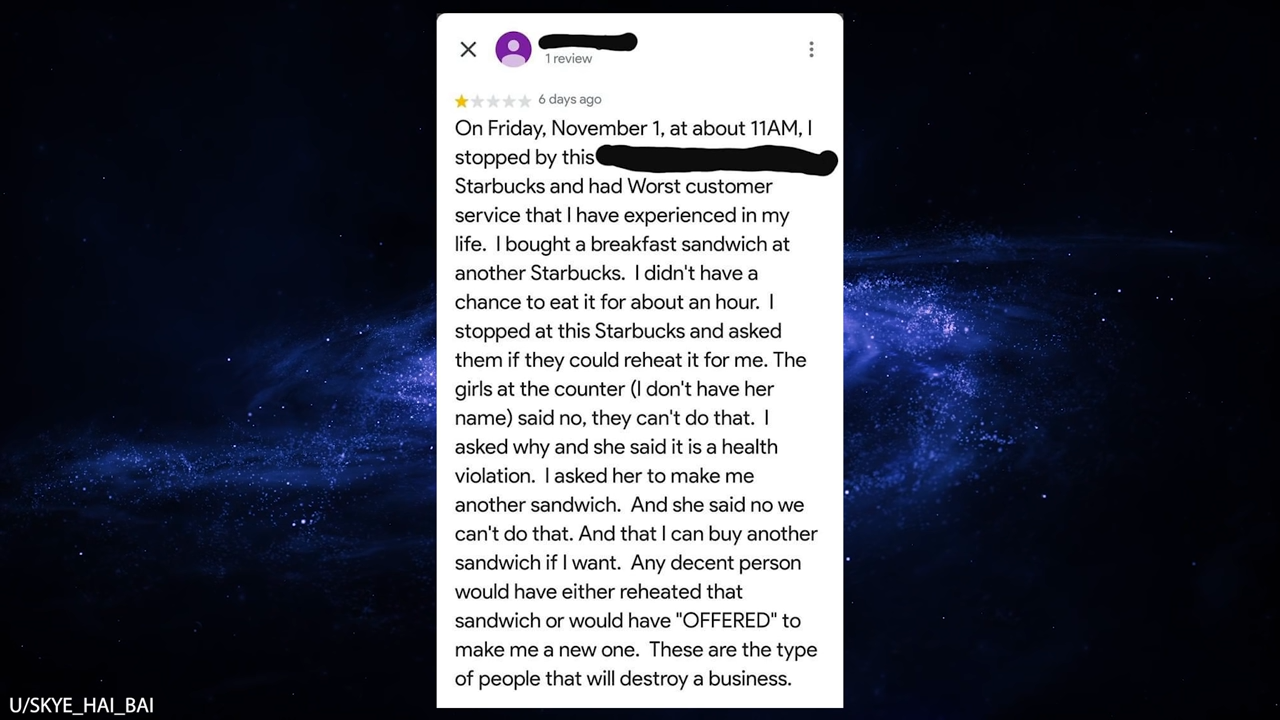 1 review
6 days ago
On Friday, November 1, at about 11AM, I
stopped by this
Starbucks and had Worst customer
service that I have experienced in my
life. I bought a breakfast sandwich at
another Starbucks. I didn't have a
chance to eat it for about an hour. I
stopped at this Starbucks and asked
them if they could reheat it for me. The
girls at the counter (I don't have her
name) said no, they can't do that. I
asked why and she said it is a health
violation. I asked her to make me
another sandwich. And she said no we
can't do that. And that I can buy another
sandwich if I want. Any decent person
would have either reheated that
sandwich or would have "OFFERED" to
make me a new one. These are the type
of people that will destroy a business.
U/SKYE_HAI_BAI